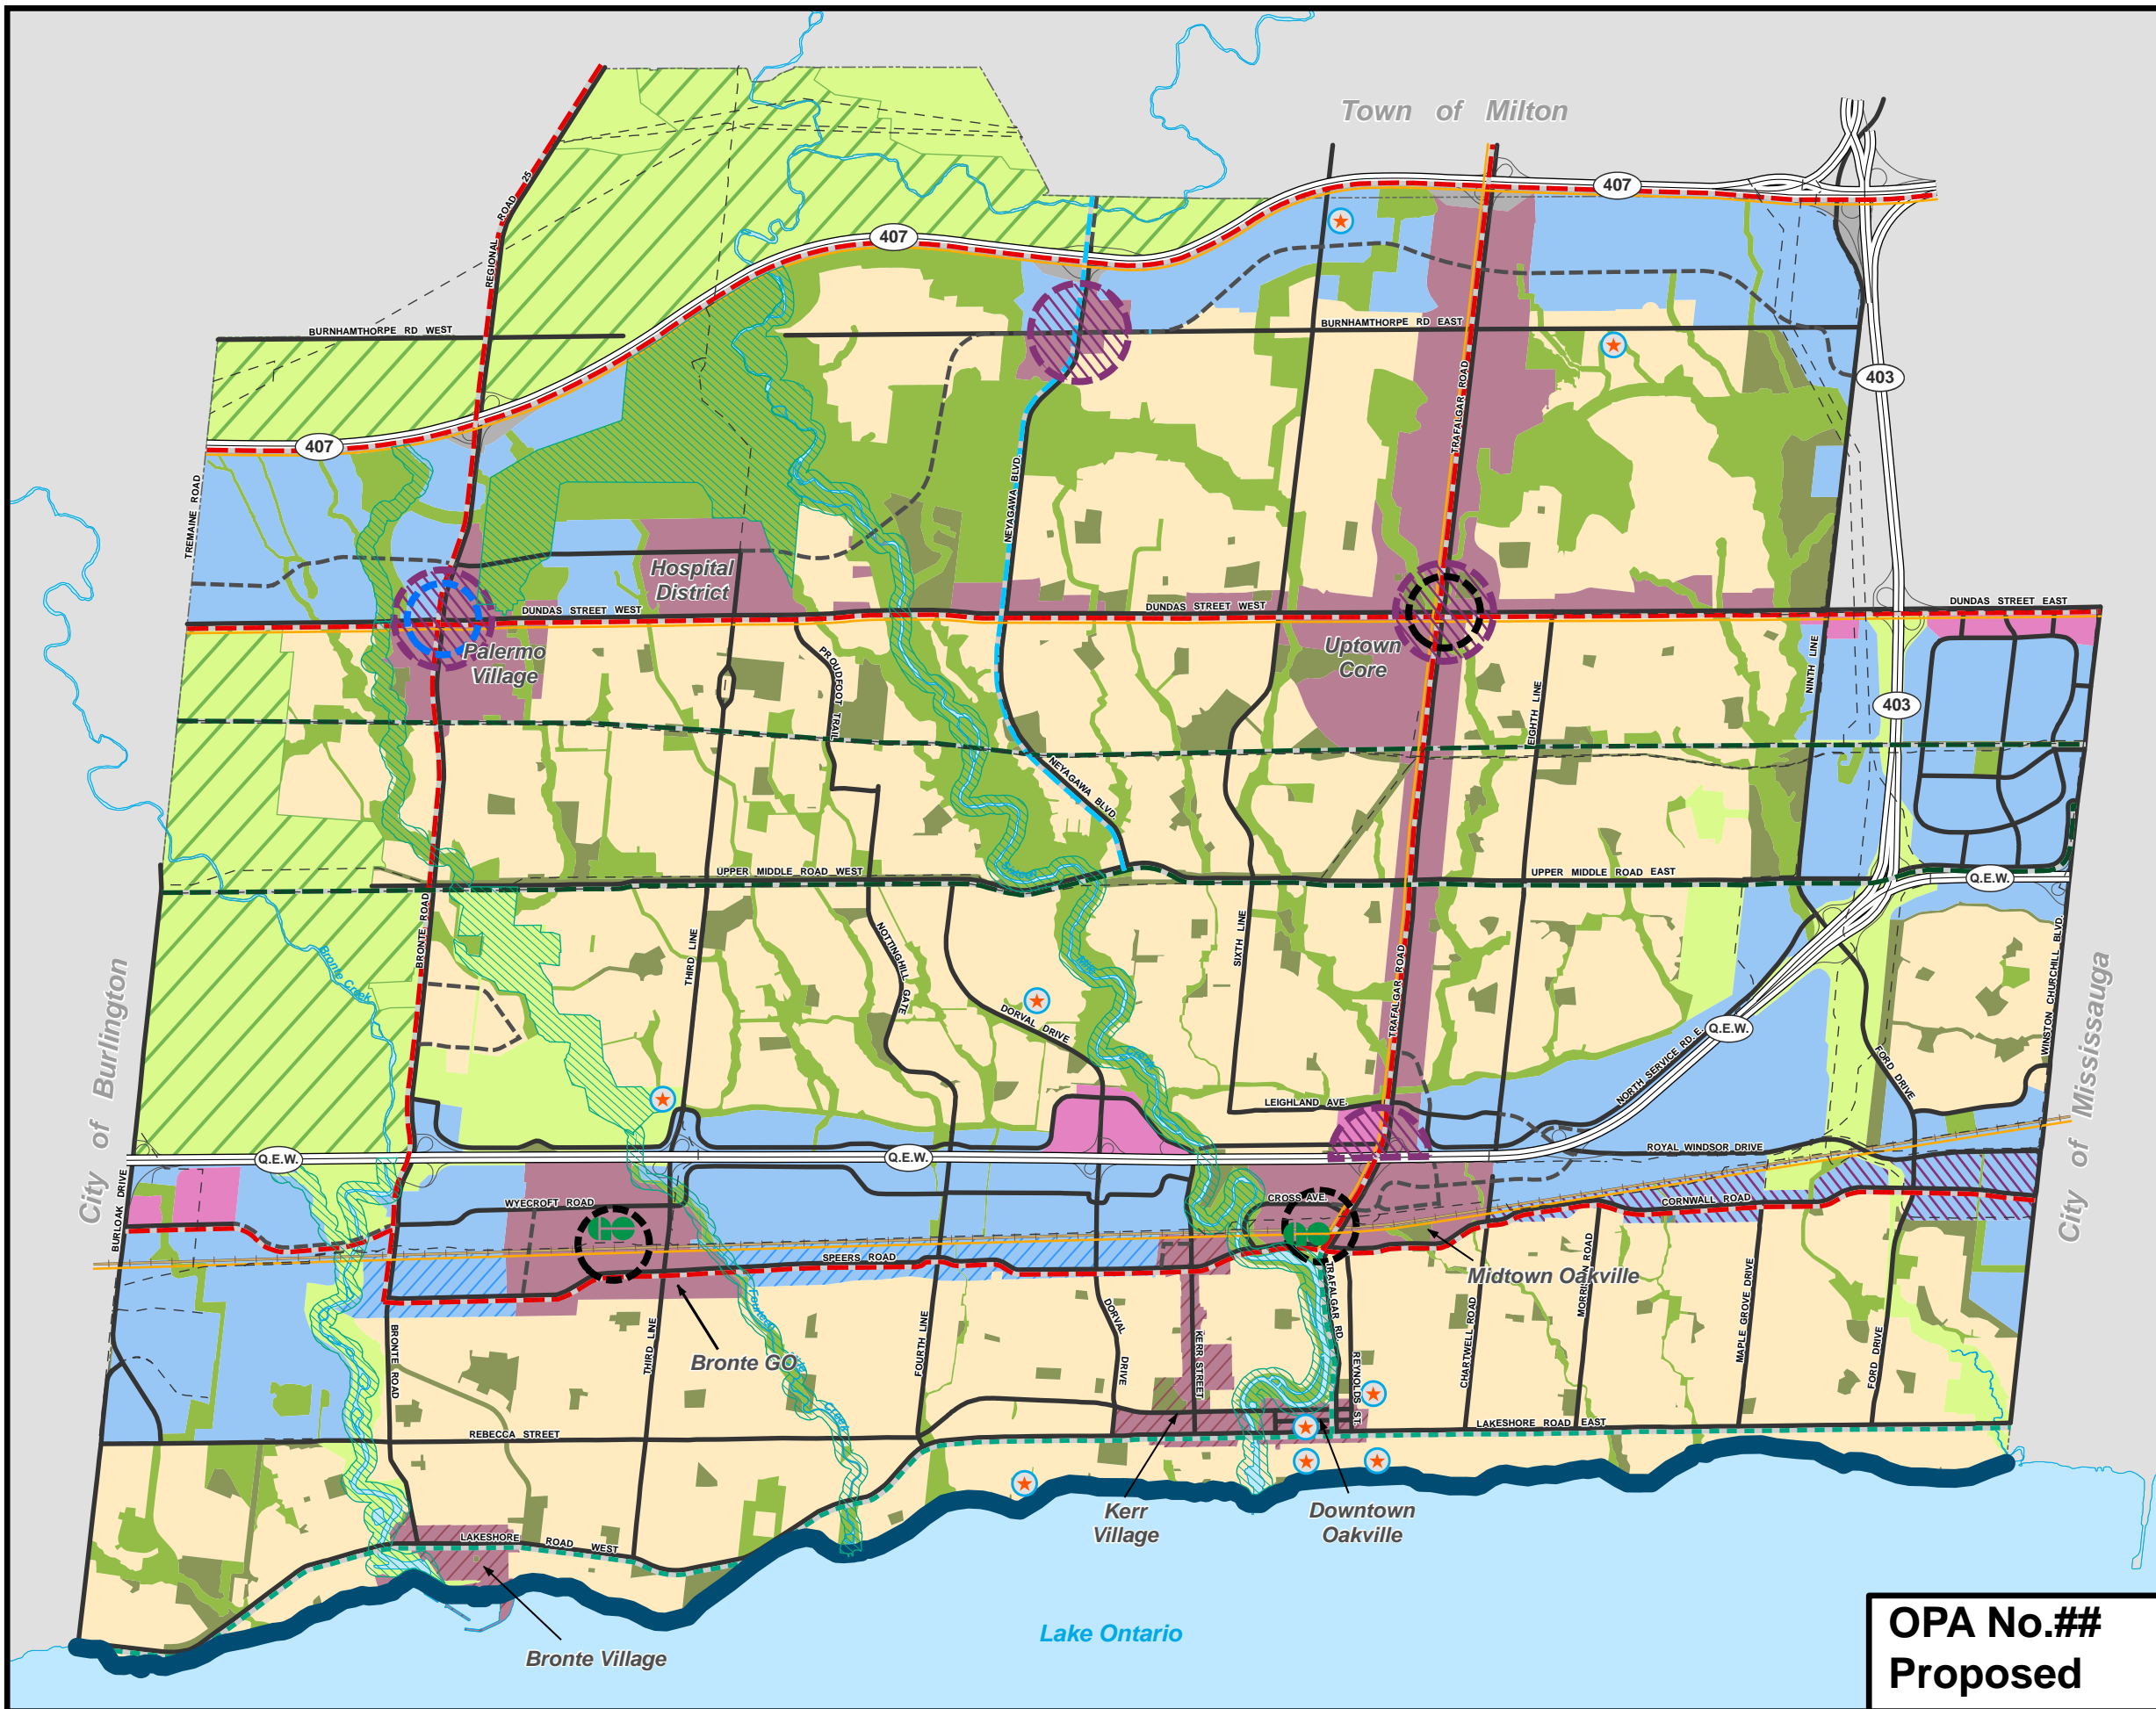 Town of Milton
REGIONAL ROAD 25
407
407
407
BURNHAMTHORPE RD WEST
BURNHAMTHORPE RD EAST
TRAFALGAR ROAD
403
TREMAINE ROAD
NEYAGAWA BLVD.
Hospital
District
DUNDAS STREET WEST
DUNDAS STREET WEST
DUNDAS STREET EAST
Palermo
Village
PROUDFOOT TRAIL
Uptown
Core
EIGHTH LINE
NINTH LINE
403
NEYAGAWA BLVD.
UPPER MIDDLE ROAD WEST
UPPER MIDDLE ROAD EAST
Q.E.W.
BRONTE ROAD
THIRD LINE
NOTTINGHILL GATE
SIXTH LINE
WINSTON CHURCHILL BLVD.
Bronte Creek
City of Burlington
City of Mississauga
DORVAL DRIVE
TRAFALGAR ROAD
Q.E.W.
NORTH SERVICE RD. E.
FORD DRIVE
LEIGHLAND AVE.
Q.E.W.
Q.E.W.
ROYAL WINDSOR DRIVE
BURLOAK DRIVE
WYECROFT ROAD
CROSS AVE.
CORNWALL ROAD
GO
GO
SPEERS ROAD
Midtown Oakville
BRONTE ROAD
THIRD LINE
Bronte GO
FOURTH LINE
DORVAL DRIVE
KERR STREET
TRAFALGAR RD.
REYNOLDS ST.
CHARTWELL ROAD
MORRISON ROAD
MAPLE GROVE DRIVE
FORD DRIVE
Creek
REBECCA STREET
LAKESHORE ROAD EAST
Kerr
Village
Downtown
Oakville
LAKESHORE ROAD WEST
Bronte Village
Lake Ontario
OPA No.##
Proposed